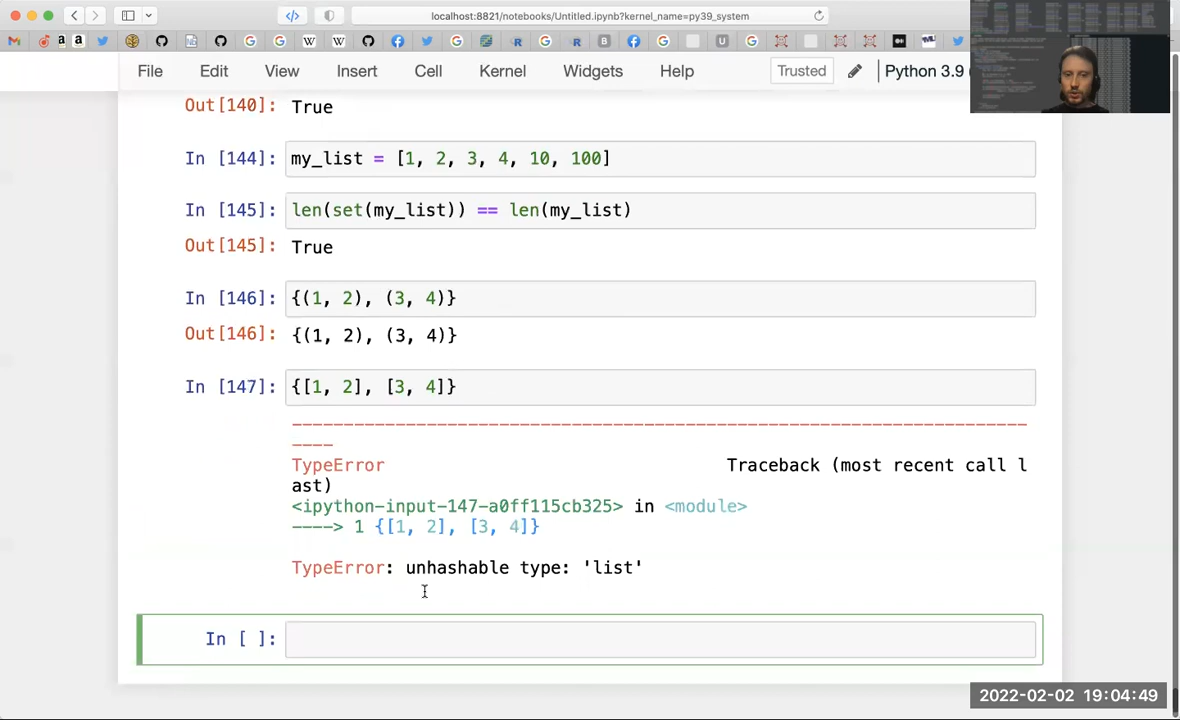 localhost:8821/notebooks/Untitled.ipynb?kernel_name=py39_system
File Edit View Insert Cell Kernel Widgets Help Trusted Python 3.9
Out[140]: True
In [144]: my_list = [1, 2, 3, 4, 10, 100]
In [145]: len(set(my_list)) == len(my_list)
Out[145]: True
In [146]: {(1, 2), (3, 4)}
Out[146]: {(1, 2), (3, 4)}
In [147]: {[1, 2], [3, 4]}
---------------------------------------------------------------------------
TypeError Traceback (most recent call l
ast)
<ipython-input-147-a0ff115cb325> in <module>
----> 1 {[1, 2], [3, 4]}
TypeError: unhashable type: 'list'
In [ ]:
2022-02-02 19:04:49